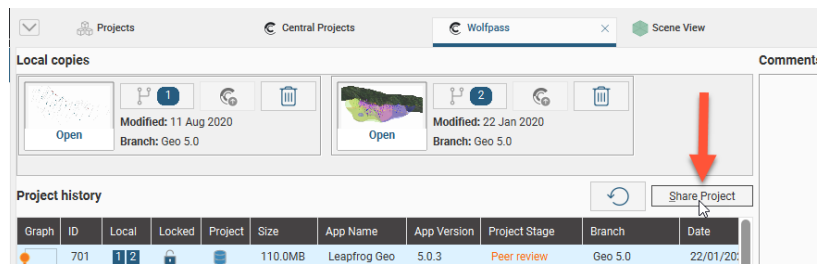 Projects
Central Projects
Wolfpass
Scene View
Local copies
Comments
1
2
Open
Modified: 11 Aug 2020
Branch: Geo 5.0
Open
Modified: 22 Jan 2020
Branch: Geo 5.0
Project history
Share Project
Graph ID Local Locked Project Size App Name App Version Project Stage Branch Date
701 1 2 110.0MB Leapfrog Geo 5.0.3 Peer review Geo 5.0 22/01/20: